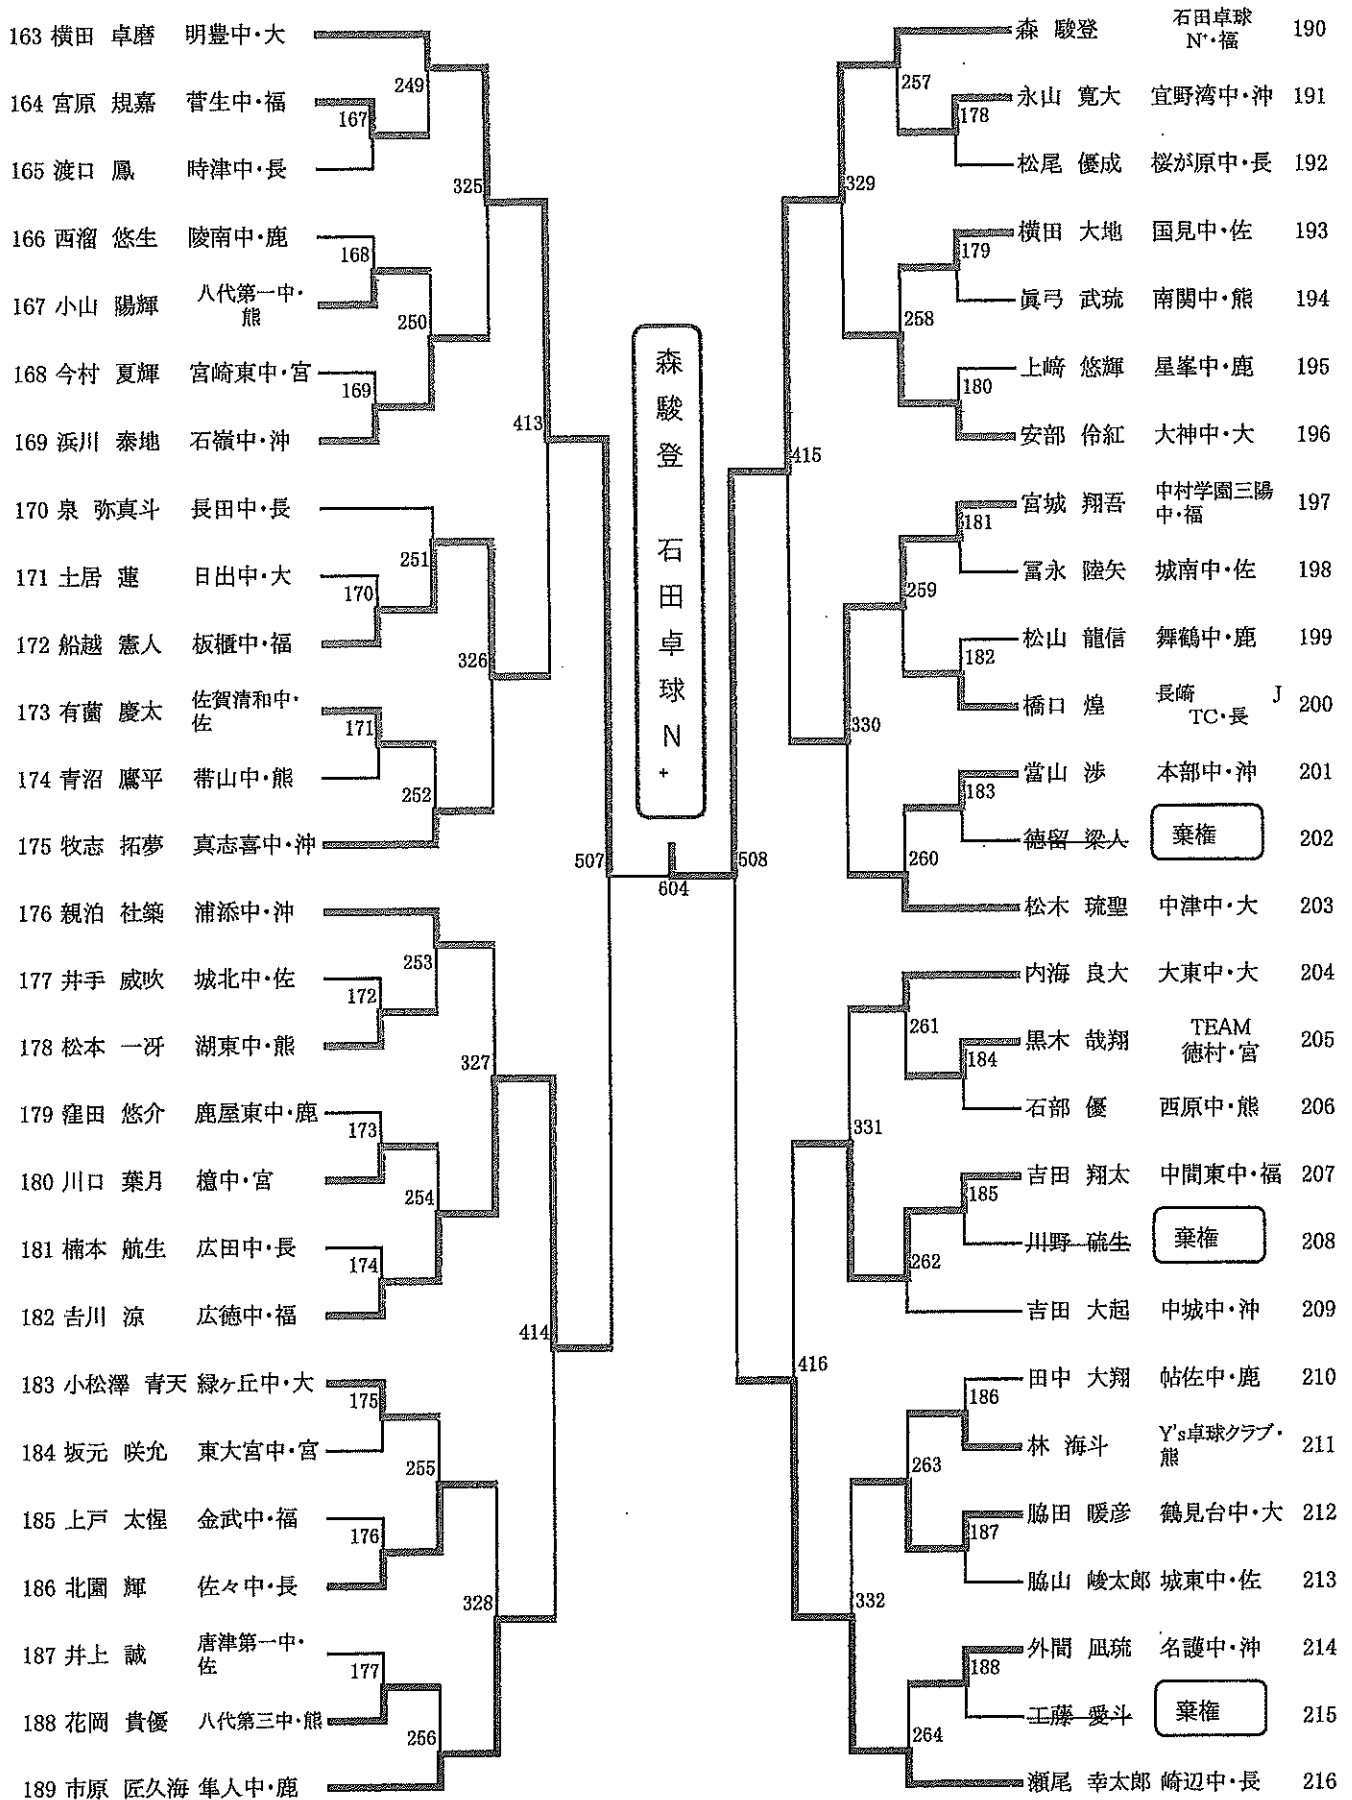 163 横田 卓磨 明豊中・大
164 宮原 規嘉 菅生中・福
165 渡口 鳳 時津中・長
166 西溜 悠生 陵南中・鹿
167 小山 陽輝 八代第一中・
熊
168 今村 夏輝 宮崎東中・宮
169 浜川 泰地 石嶺中・沖
170 泉 弥真斗 長田中・長
171 土居 蓮 日出中・大
172 船越 憲人 板櫃中・福
173 有薗 慶太 佐賀清和中・
佐
174 青沼 鷹平 帯山中・熊
175 牧志 拓夢 真志喜中・沖
176 親泊 社築 浦添中・沖
177 井手 威吹 城北中・佐
178 松本 一冴 湖東中・熊
179 窪田 悠介 鹿屋東中・鹿
180 川口 葉月 檍中・宮
181 楠本 航生 広田中・長
182 吉川 涼 広徳中・福
183 小松澤 青天 緑ヶ丘中・大
184 坂元 咲允 東大宮中・宮
185 上戸 太惺 金武中・福
186 北園 輝 佐々中・長
187 井上 誠 唐津第一中・
佐
188 花岡 貴優 八代第三中・熊
189 市原 匠久海 隼人中・鹿
249
167
325
168
250
169
413
251
170
326
171
252
507
253
172
327
173
254
174
414
175
255
176
328
177
256
森駿登 石田卓球N+
604
508
257
178
329
179
258
180
415
181
259
182
330
183
260
261
184
331
185
262
416
186
263
187
332
188
264
森 駿登 石田卓球
N+・福 190
永山 寛大 宜野湾中・沖 191
松尾 優成 桜が原中・長 192
横田 大地 国見中・佐 193
眞弓 武琉 南関中・熊 194
上﨑 悠輝 星峯中・鹿 195
安部 伶紅 大神中・大 196
宮城 翔吾 中村学園三陽
中・福 197
冨永 陸矢 城南中・佐 198
松山 龍信 舞鶴中・鹿 199
橋口 煌 長崎 J
TC・長 200
當山 渉 本部中・沖 201
徳留 梁人 棄権 202
松木 琉聖 中津中・大 203
内海 良大 大東中・大 204
黒木 哉翔 TEAM
徳村・宮 205
石部 優 西原中・熊 206
吉田 翔太 中間東中・福 207
川野 硫生 棄権 208
吉田 大起 中城中・沖 209
田中 大翔 帖佐中・鹿 210
林 海斗 Y's卓球クラブ・
熊 211
脇田 暖彦 鶴見台中・大 212
脇山 峻太郎 城東中・佐 213
外間 凪琉 名護中・沖 214
工藤 愛斗 棄権 215
瀬尾 幸太郎 崎辺中・長 216